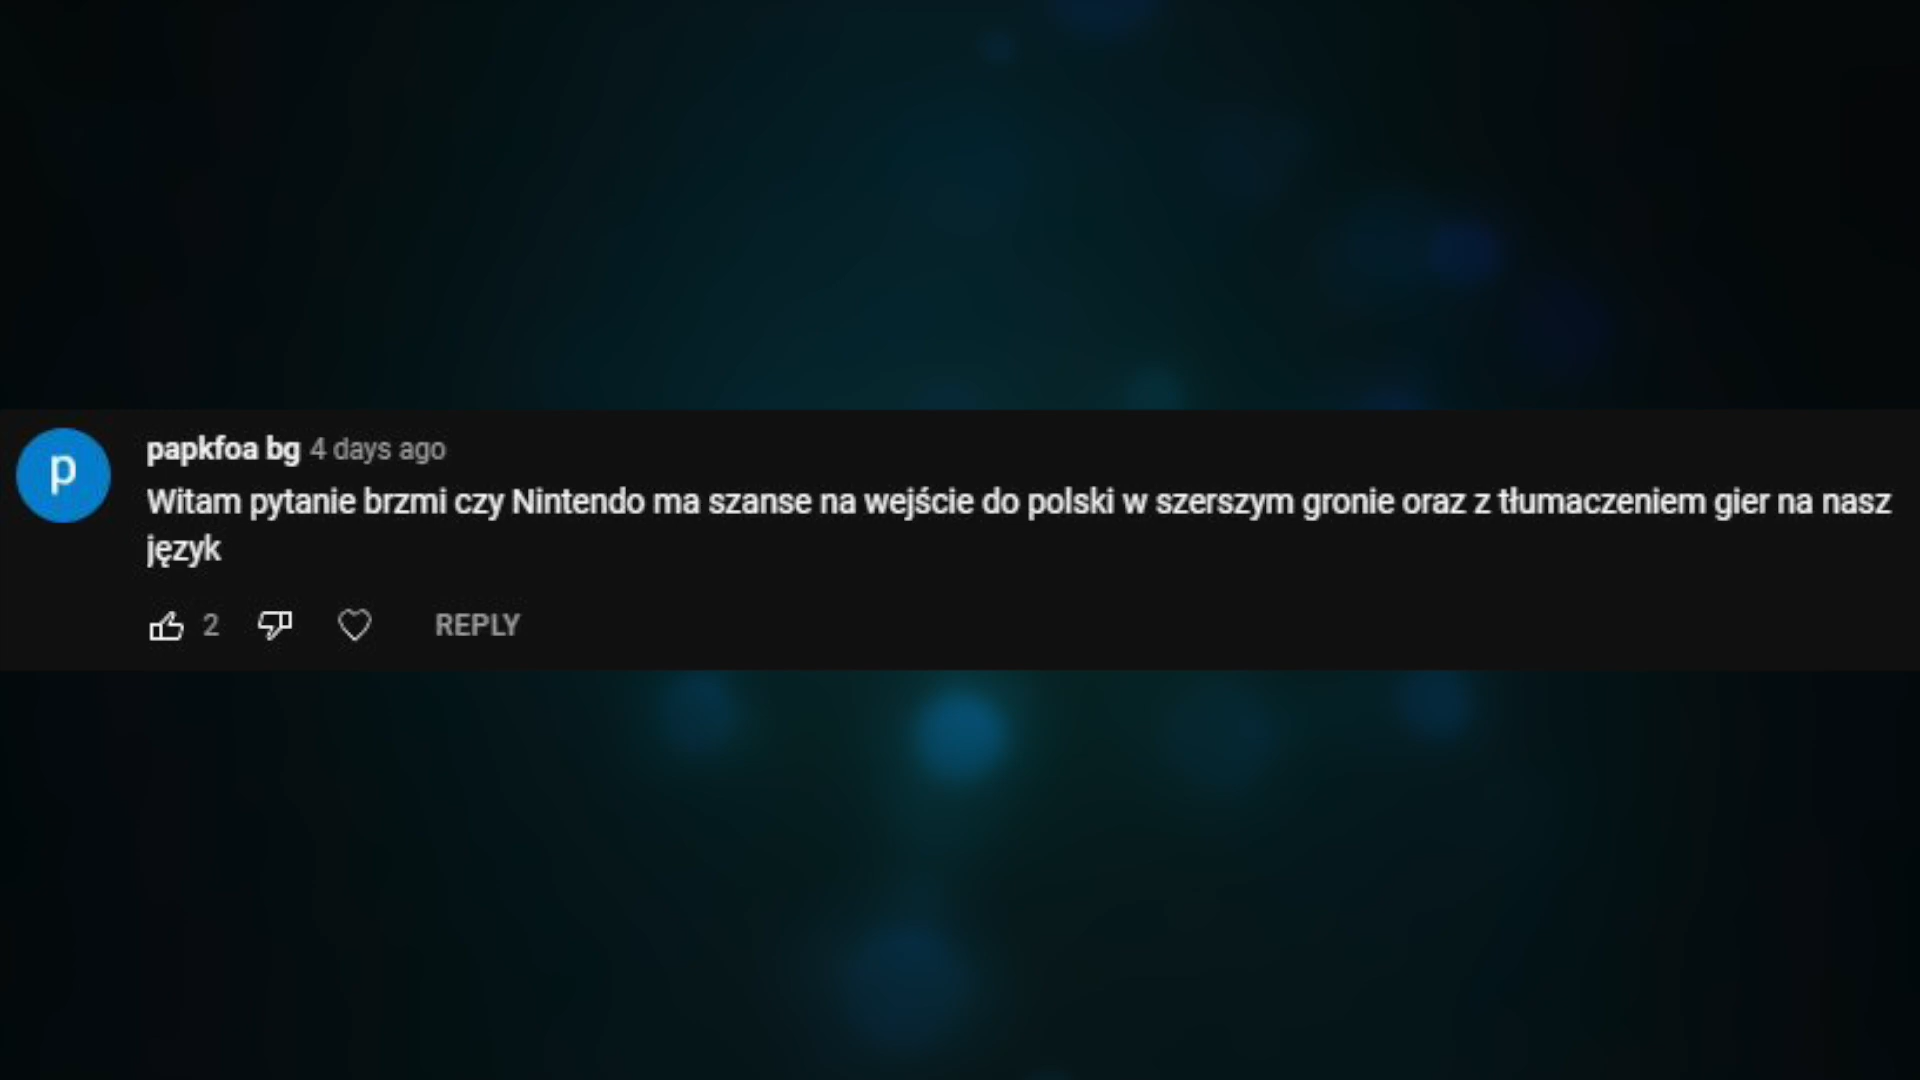 p
papkfoa bg 4 days ago
Witam pytanie brzmi czy Nintendo ma szanse na wejście do polski w szerszym gronie oraz z tłumaczeniem gier na nasz
język
2 REPLY